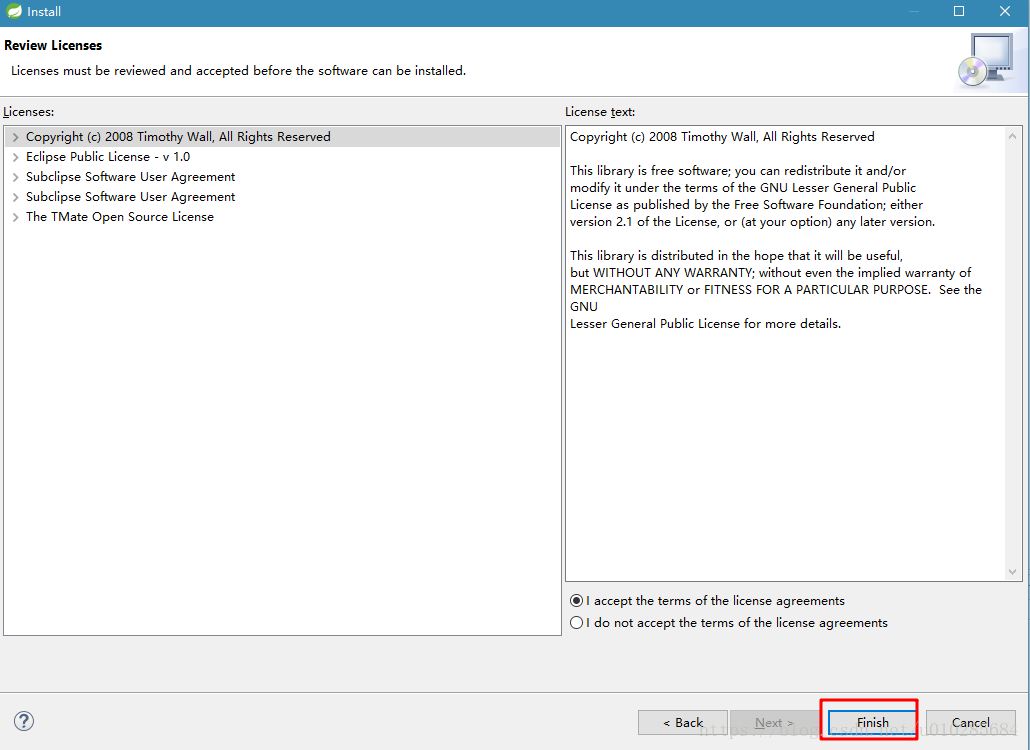 Install
Review Licenses
Licenses must be reviewed and accepted before the software can be installed.
Licenses:
Copyright (c) 2008 Timothy Wall, All Rights Reserved
Eclipse Public License - v 1.0
Subclipse Software User Agreement
Subclipse Software User Agreement
The TMate Open Source License
License text:
Copyright (c) 2008 Timothy Wall, All Rights Reserved
This library is free software; you can redistribute it and/or
modify it under the terms of the GNU Lesser General Public
License as published by the Free Software Foundation; either
version 2.1 of the License, or (at your option) any later version.
This library is distributed in the hope that it will be useful,
but WITHOUT ANY WARRANTY; without even the implied warranty of
MERCHANTABILITY or FITNESS FOR A PARTICULAR PURPOSE.  See the
GNU
Lesser General Public License for more details.
I accept the terms of the license agreements
I do not accept the terms of the license agreements
?
< Back
Next >
Finish
Cancel
https://blog.csdn.net/u010285684